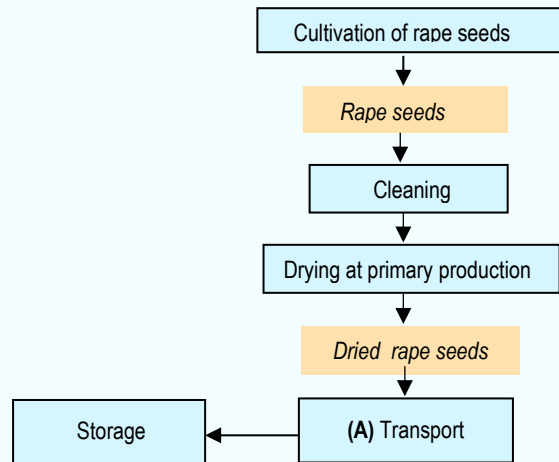 Cultivation of rape seeds
Rape seeds
Cleaning
Drying at primary production
Dried rape seeds
Storage
(A) Transport